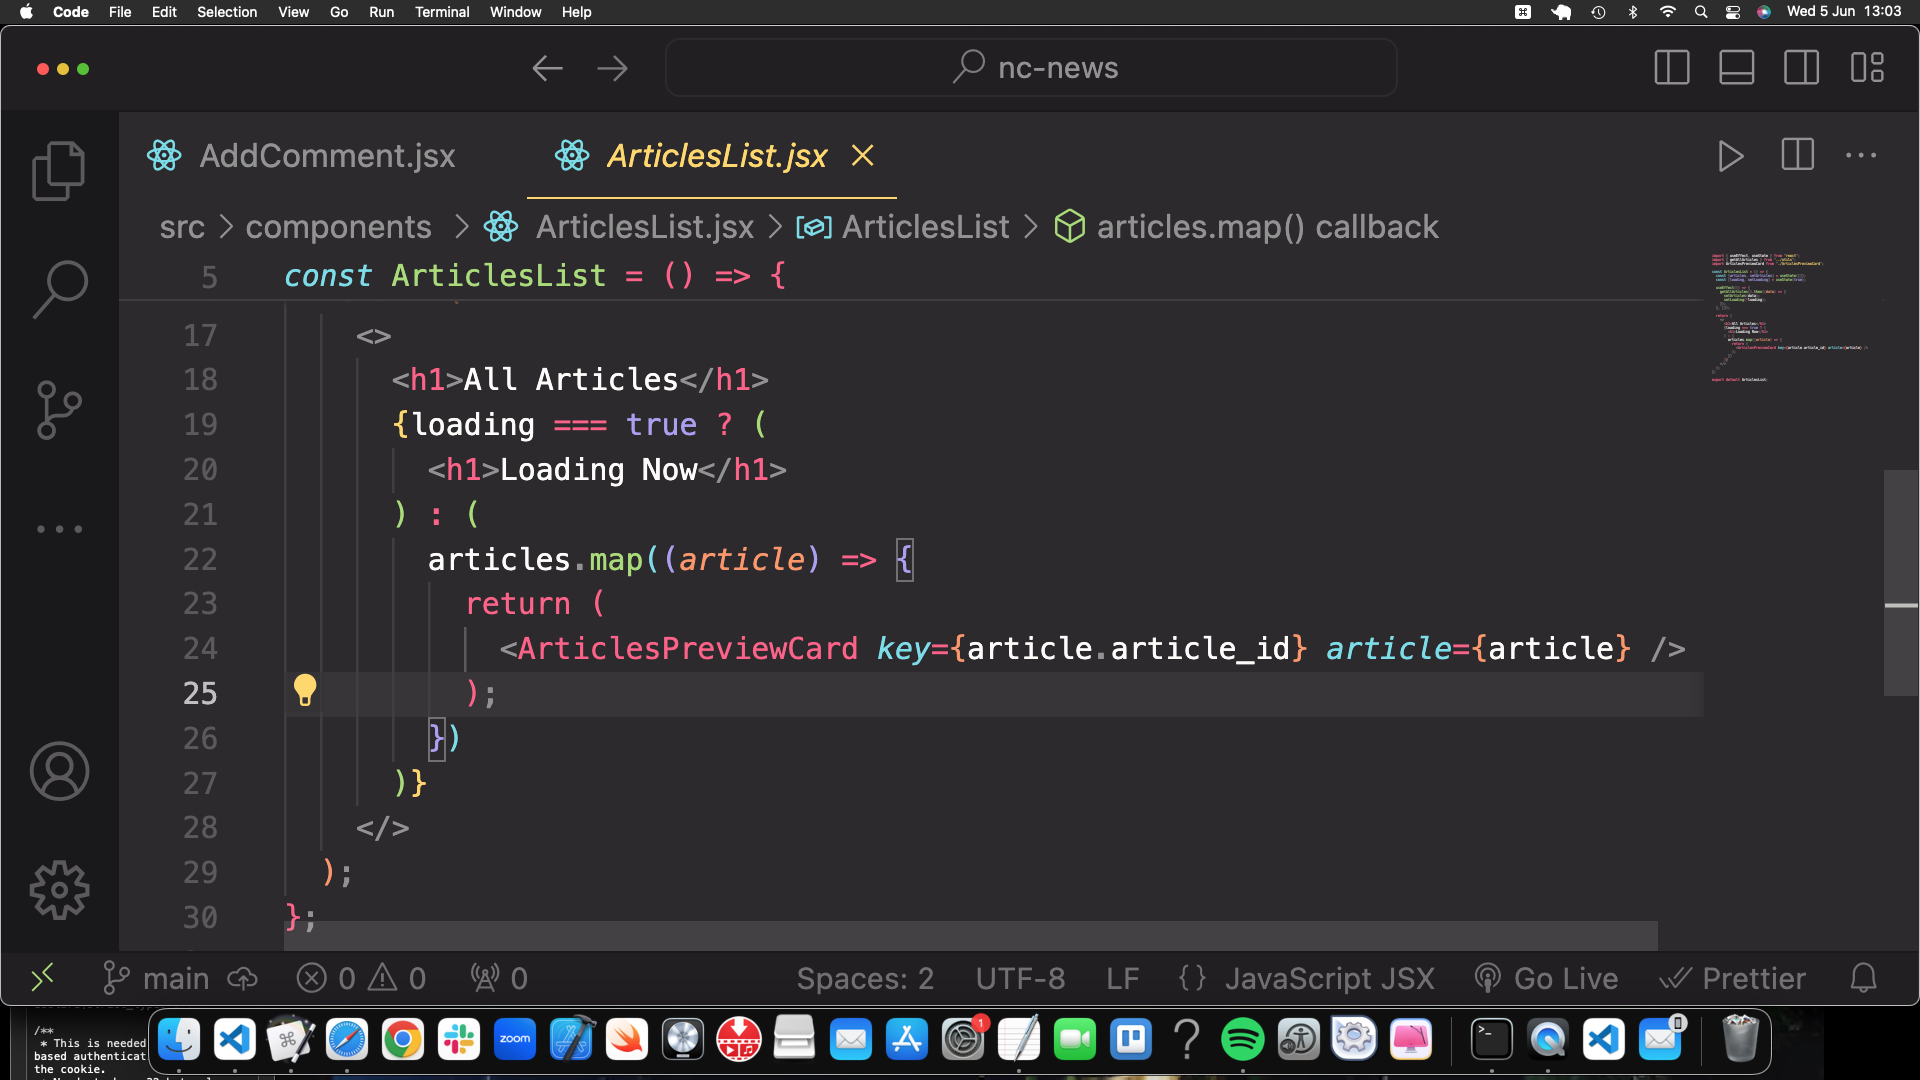 Code File Edit Selection View Go Run Terminal Window Help Wed 5 Jun 13:03
nc-news
AddComment.jsx ArticlesList.jsx
src > components > ArticlesList.jsx > ArticlesList > articles.map() callback
5 const ArticlesList = () => {
17 <>
18 <h1>All Articles</h1>
19 {loading === true ? (
20 <h1>Loading Now</h1>
21 ) : (
22 articles.map((article) => {
23 return (
24 <ArticlesPreviewCard key={article.article_id} article={article} />
25 );
26 })
27 )}
28 </>
29 );
30 };
main 0 0 0 Spaces: 2 UTF-8 LF {} JavaScript JSX Go Live Prettier
/**
* This is needed
based authenticat
the cookie.
zoom
1